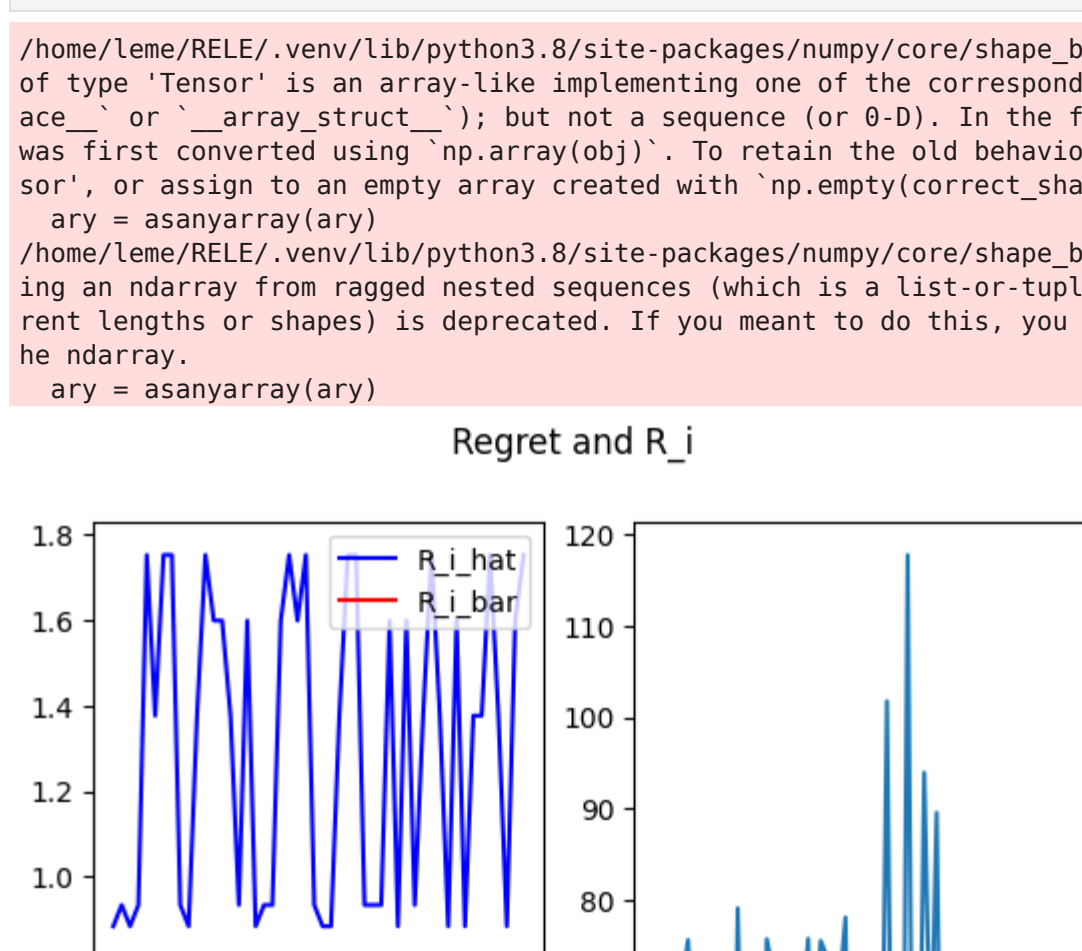 /home/leme/RELE/.venv/lib/python3.8/site-packages/numpy/core/shape_b
of type 'Tensor' is an array-like implementing one of the correspond
ace__` or `__array_struct__`); but not a sequence (or 0-D). In the f
was first converted using `np.array(obj)`. To retain the old behavio
sor', or assign to an empty array created with `np.empty(correct_sha
  ary = asanyarray(ary)
/home/leme/RELE/.venv/lib/python3.8/site-packages/numpy/core/shape_b
ing an ndarray from ragged nested sequences (which is a list-or-tupl
rent lengths or shapes) is deprecated. If you meant to do this, you
he ndarray.
  ary = asanyarray(ary)
Regret and R_i
1.8
1.6
1.4
1.2
1.0
R_i_hat
R_i_bar
120
110
100
90
80